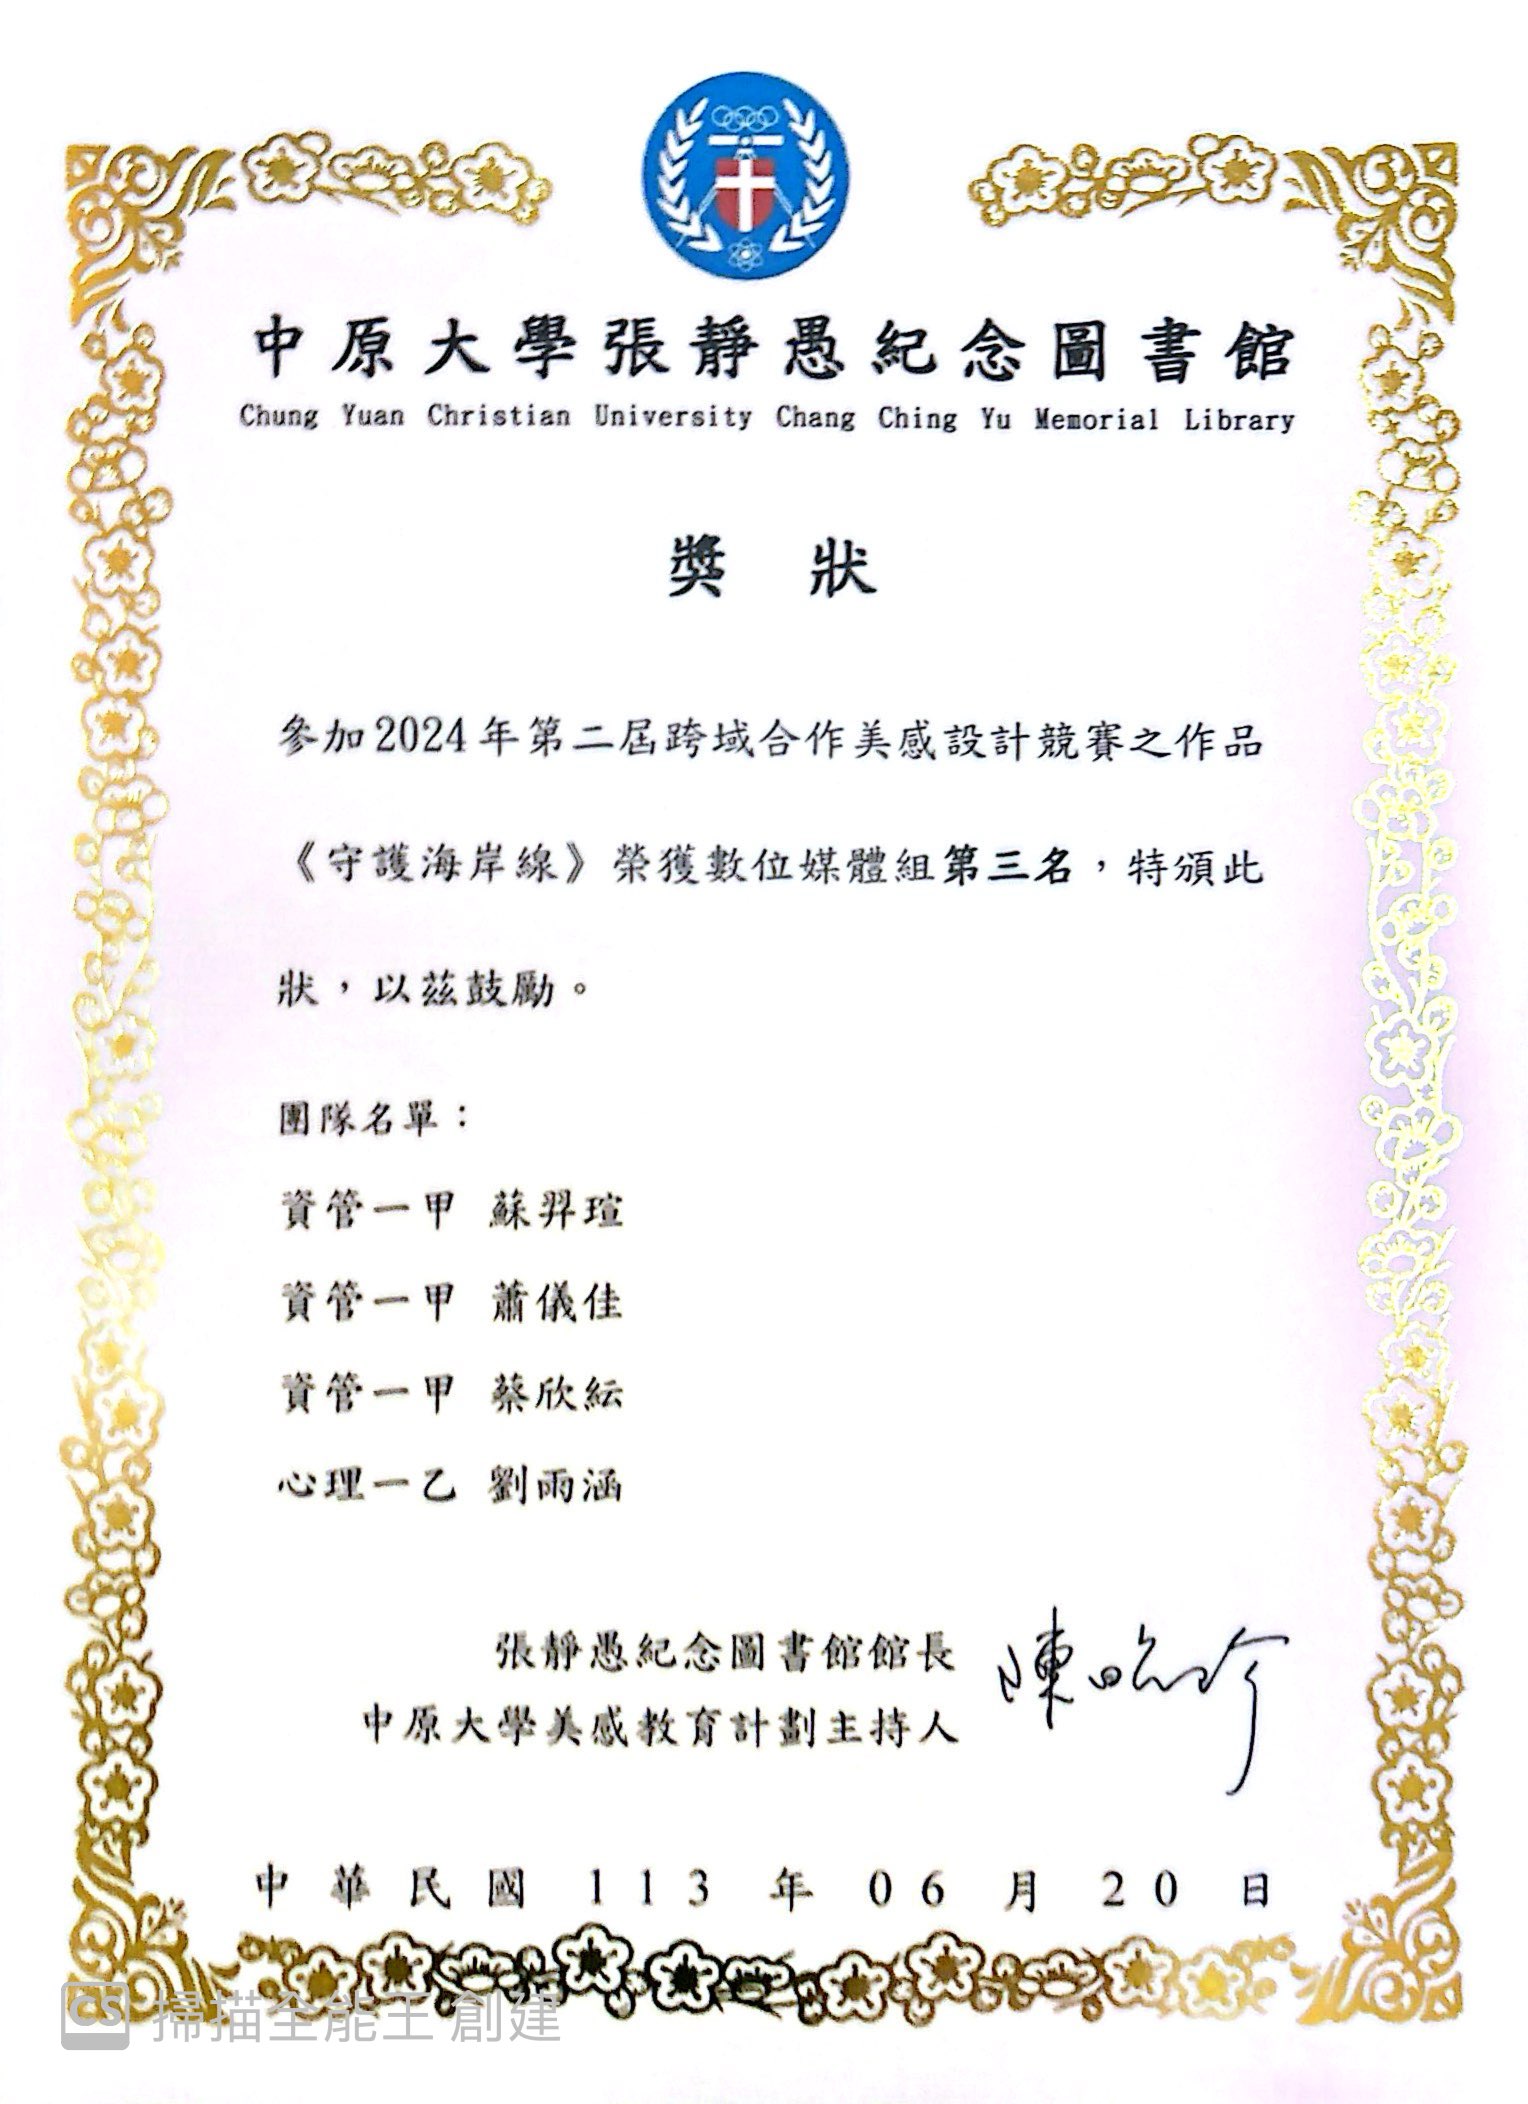 中原大學張靜愚紀念圖書館
Chung Yuan Christian University Chang Ching Yu Memorial Library
獎 狀
參加2024年第二屆跨域合作美感設計競賽之作品
《守護海岸線》榮獲數位媒體組第三名，特頒此
狀，以茲鼓勵。
團隊名單：
資管一甲 蘇羿瑄
資管一甲 蕭儀佳
資管一甲 蔡欣紜
心理一乙 劉雨涵
張靜愚紀念圖書館館長
中原大學美感教育計劃主持人
中華民國 113 年 06 月 20 日
CS 掃描全能王 創建